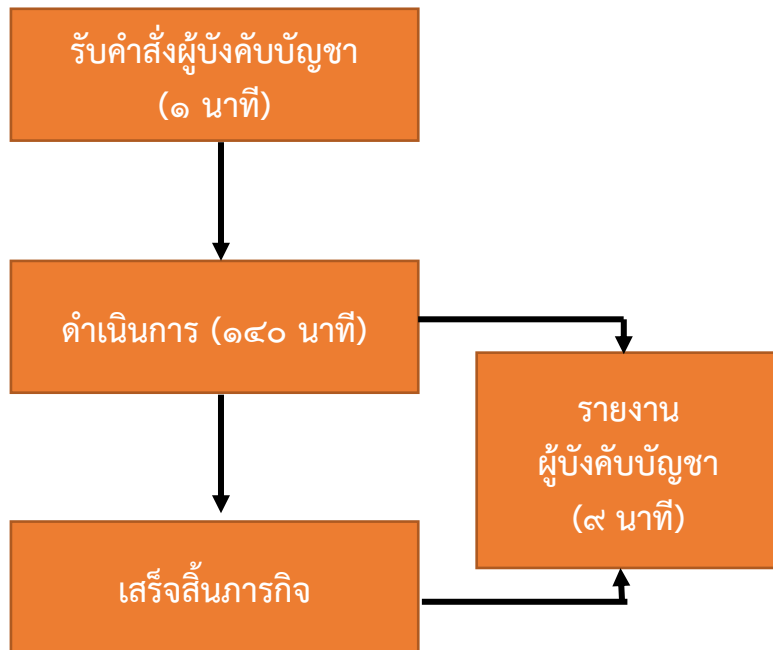 รับคำสั่งผู้บังคับบัญชา
(๑ นาที)
ดำเนินการ (๑๔๐ นาที)
รายงาน
ผู้บังคับบัญชา
(๙ นาที)
เสร็จสิ้นภารกิจ